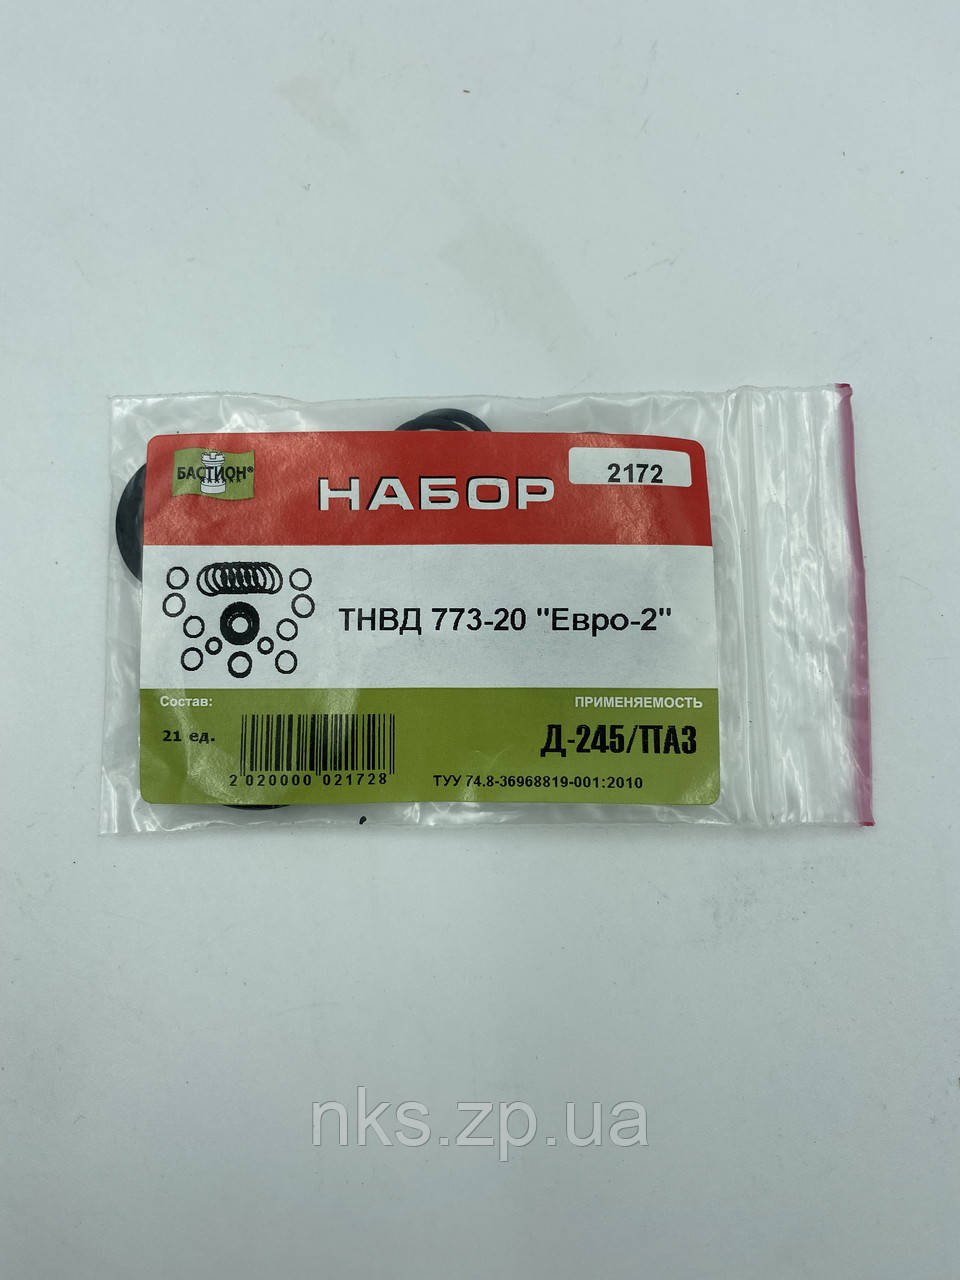 БАСТИОН®
НАБОР
2172
ТНВД 773-20 "Евро-2"
Состав:
ПРИМЕНЯЕМОСТЬ
21 ед.
Д-245/ПАЗ
2 020000 021728
ТУУ 74.8-36968819-001:2010
nks.zp.ua